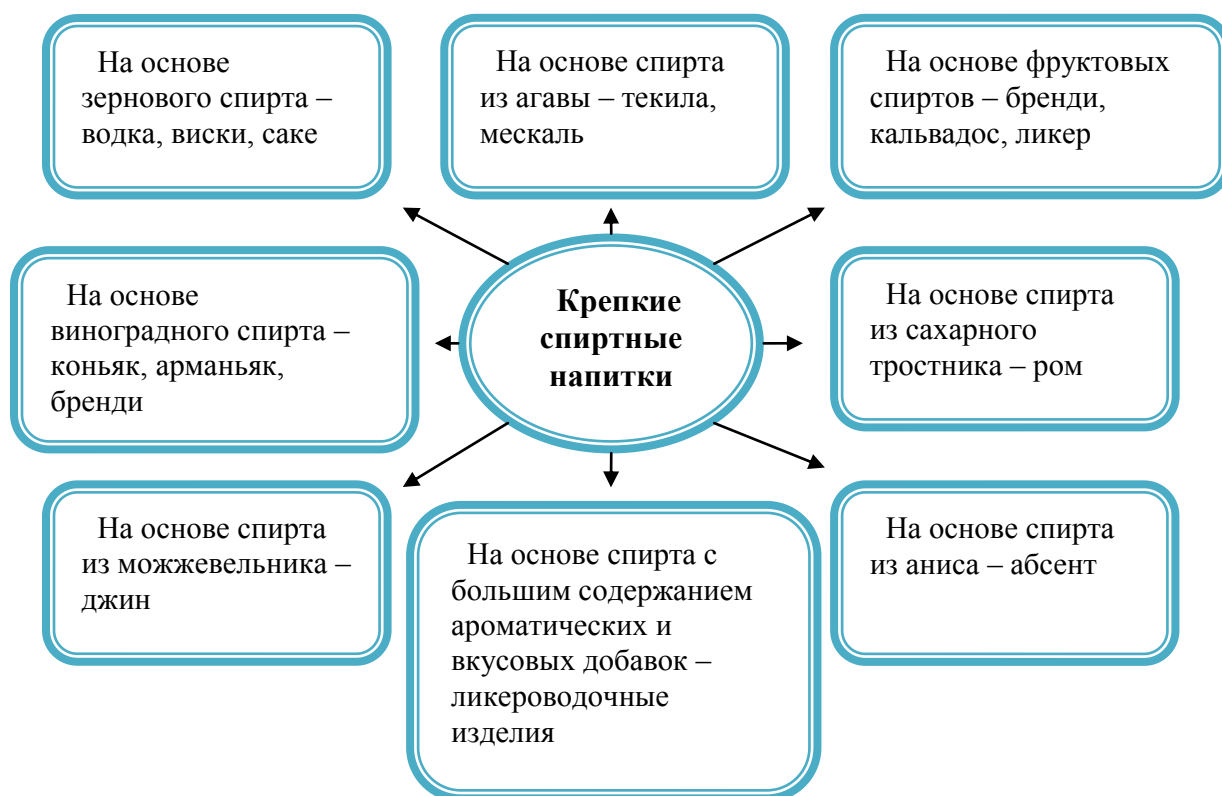 На основе
зернового спирта –
водка, виски, саке
На основе спирта
из агавы – текила,
мескаль
На основе фруктовых
спиртов – бренди,
кальвадос, ликер
На основе
виноградного спирта –
коньяк, арманьяк,
бренди
Крепкие
спиртные
напитки
На основе спирта
из сахарного
тростника – ром
На основе спирта
из можжевельника –
джин
На основе спирта с
большим содержанием
ароматических и
вкусовых добавок –
ликероводочные
изделия
На основе спирта
из аниса – абсент